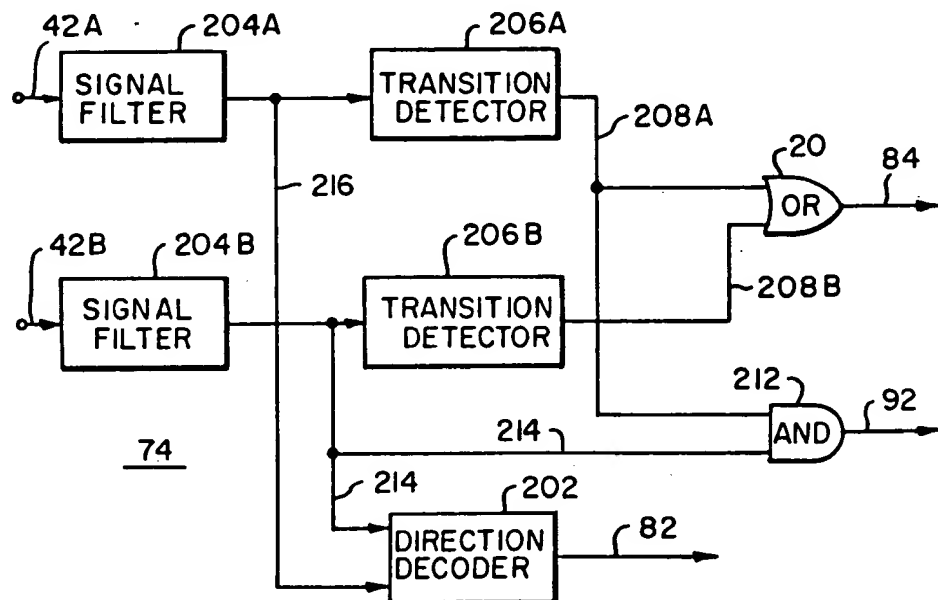 42A
204A
206A
SIGNAL
FILTER
TRANSITION
DETECTOR
208A
20
84
OR
216
42B
204B
206B
208B
SIGNAL
FILTER
TRANSITION
DETECTOR
212
92
AND
74
214
214
202
82
DIRECTION
DECODER